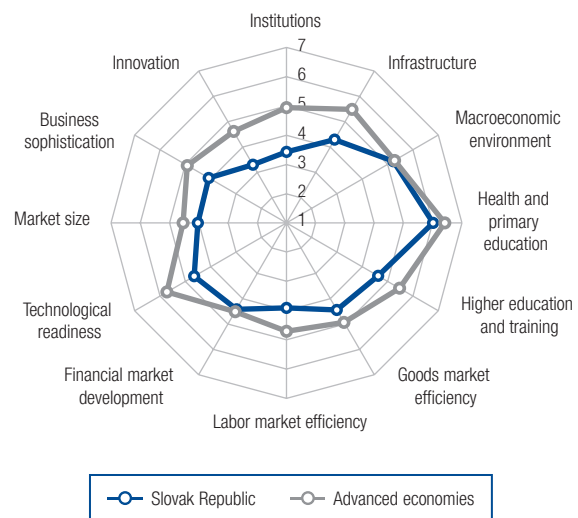 Institutions
7
6
5
4
3
2
1
Infrastructure
Macroeconomic
environment
Health and
primary
education
Higher education
and training
Goods market
efficiency
Labor market efficiency
Financial market
development
Technological
readiness
Market size
Business
sophistication
Innovation
Slovak Republic
Advanced economies